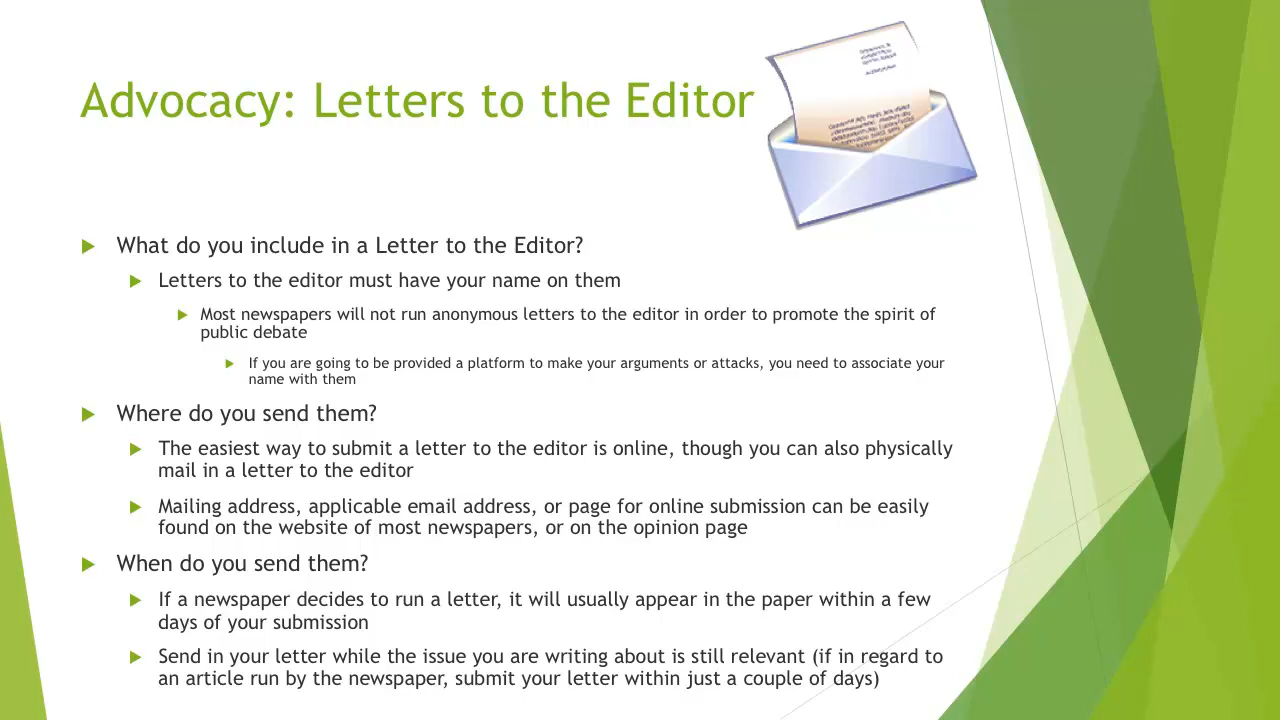 Advocacy: Letters to the Editor
What do you include in a Letter to the Editor?
Letters to the editor must have your name on them
Most newspapers will not run anonymous letters to the editor in order to promote the spirit of
public debate
If you are going to be provided a platform to make your arguments or attacks, you need to associate your
name with them
Where do you send them?
The easiest way to submit a letter to the editor is online, though you can also physically
mail in a letter to the editor
Mailing address, applicable email address, or page for online submission can be easily
found on the website of most newspapers, or on the opinion page
When do you send them?
If a newspaper decides to run a letter, it will usually appear in the paper within a few
days of your submission
Send in your letter while the issue you are writing about is still relevant (if in regard to
an article run by the newspaper, submit your letter within just a couple of days)